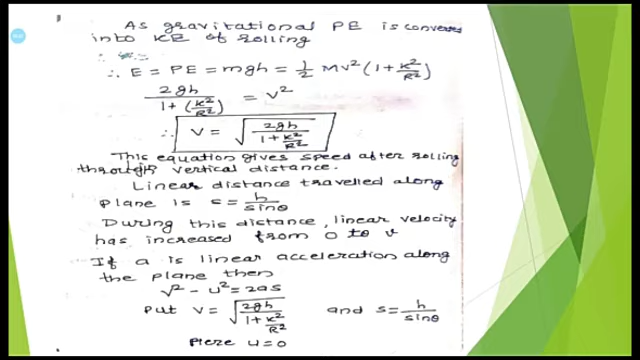 As gravitational PE is converts
into KE of rolling
∴ E = PE = mgh = 1/2 MV² (1 + K²/R²)
2gh / 1 + (K²/R²) = V²
∴ V = √(2gh / 1 + K²/R²)
This equation gives speed after rolling
through vertical distance.
Linear distance travelled along
plane is s = h/sinθ
During this distance, linear velocity
has increased from 0 to v
If a is linear acceleration along
the plane then
V² - u² = 2as
Put V = √(2gh / 1 + K²/R²) and s = h/sinθ
Here u = 0